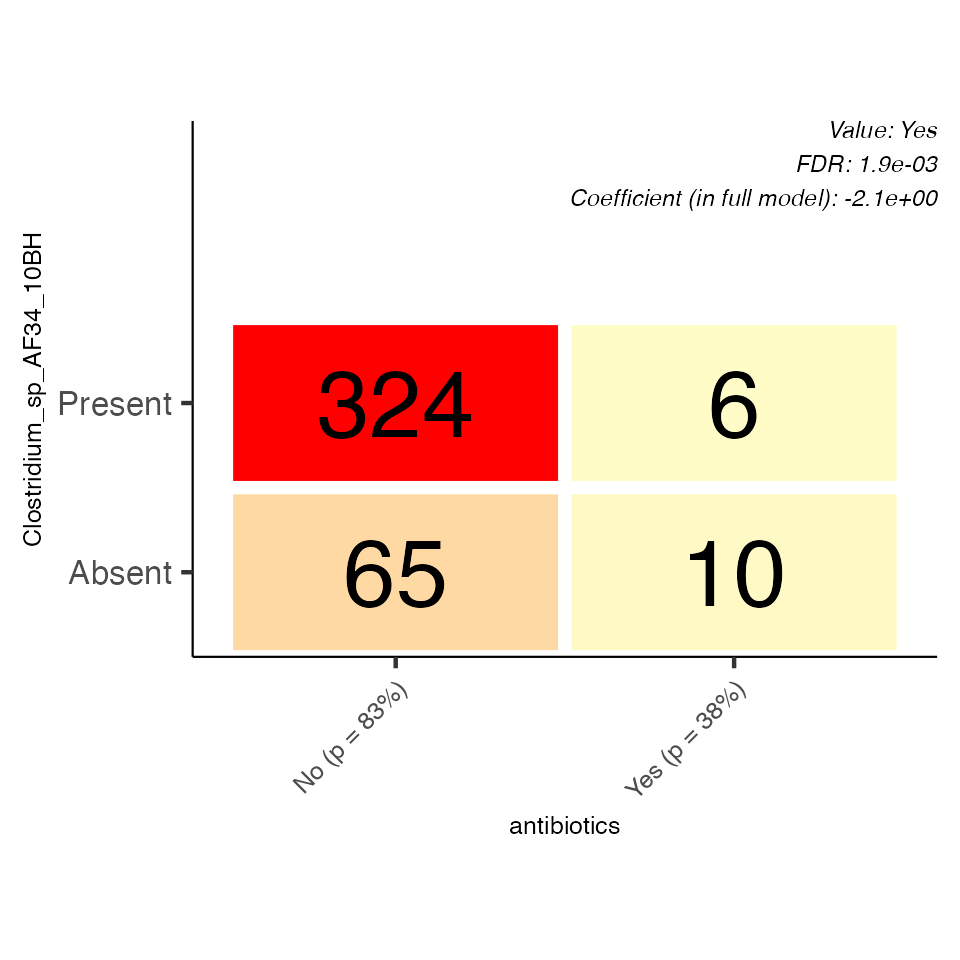 Value: Yes
FDR: 1.9e-03
Coefficient (in full model): -2.1e+00
Clostridium_sp_AF34_10BH
Present
324
6
Absent
65
10
No (p = 83%)
Yes (p = 38%)
antibiotics